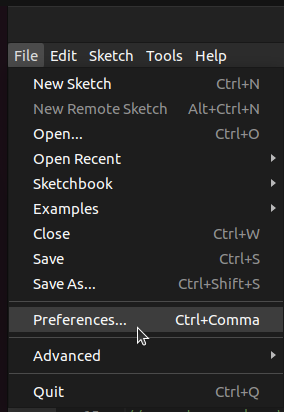 File Edit Sketch Tools Help
New Sketch Ctrl+N
New Remote Sketch Alt+Ctrl+N
Open... Ctrl+O
Open Recent
Sketchbook
Examples
Close Ctrl+W
Save Ctrl+S
Save As... Ctrl+Shift+S
Preferences... Ctrl+Comma
Advanced
Quit Ctrl+Q